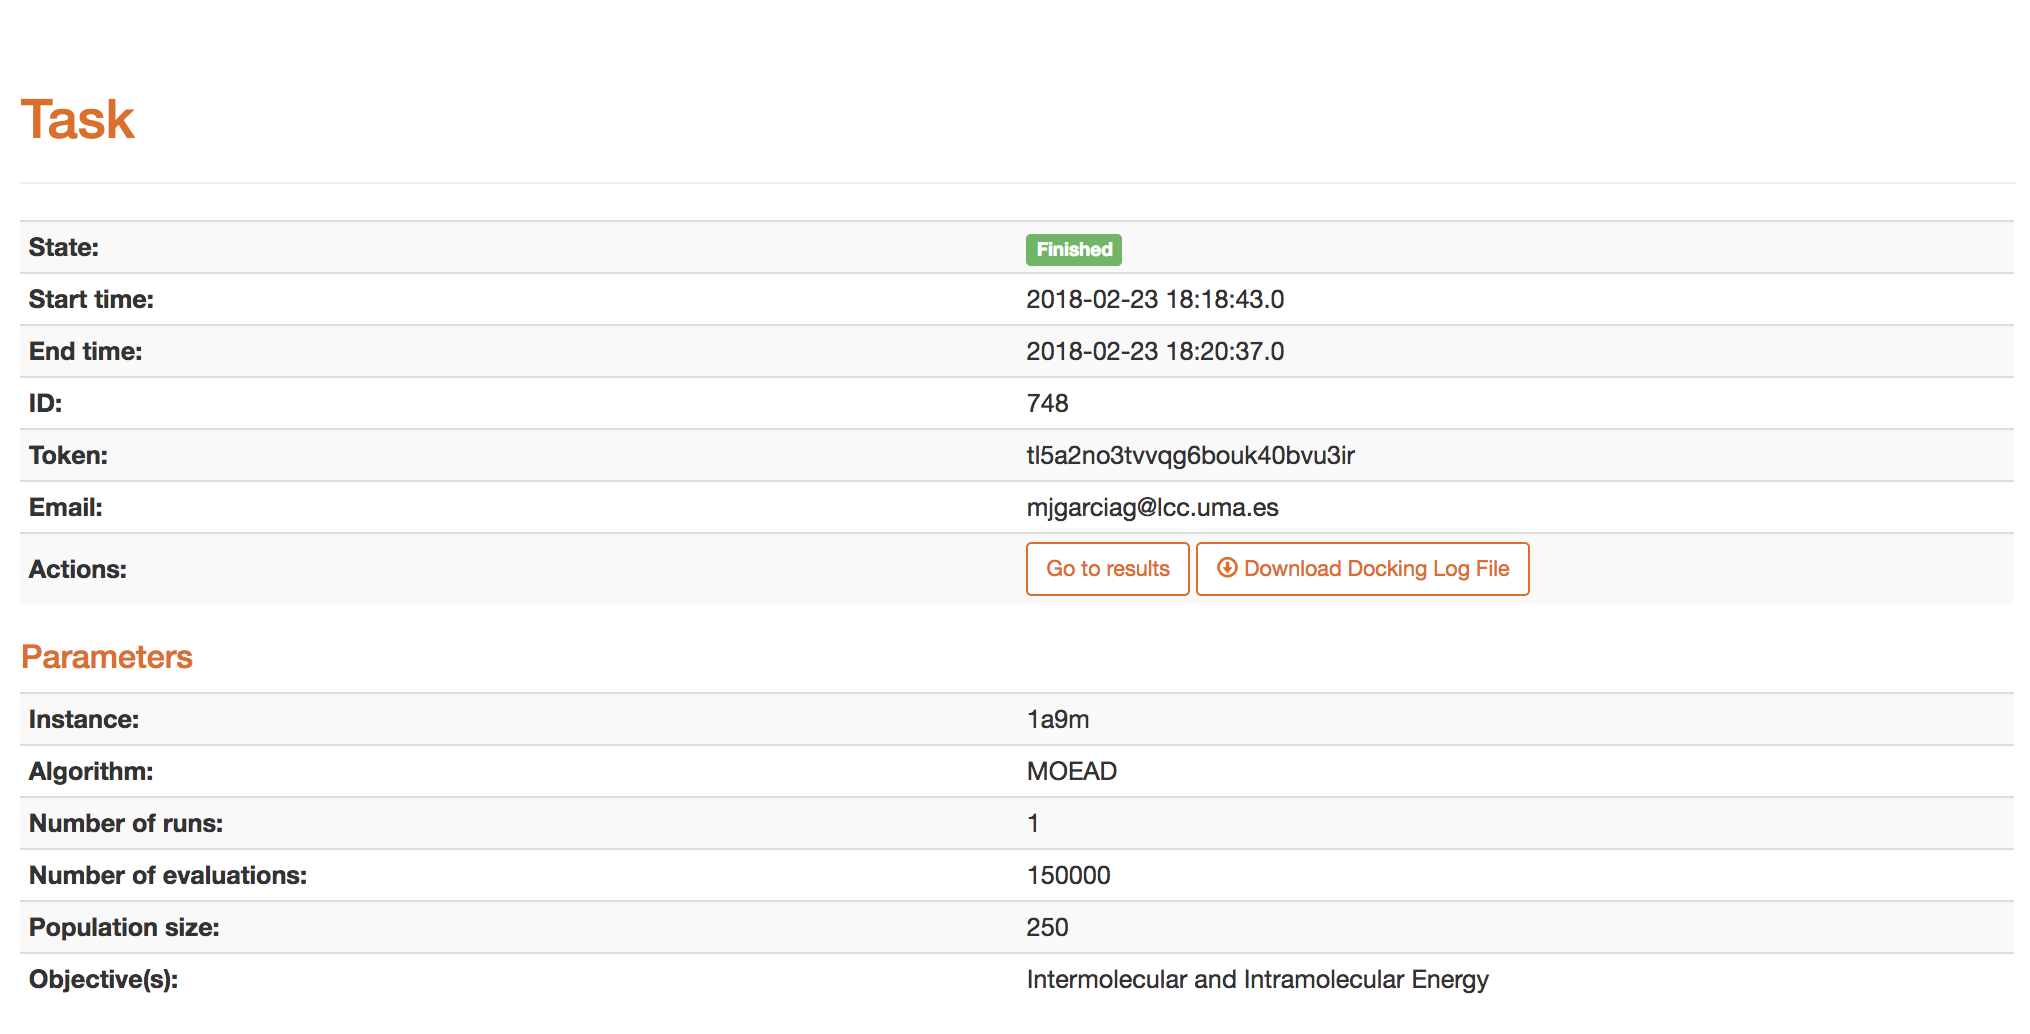 Task
State: Finished
Start time: 2018-02-23 18:18:43.0
End time: 2018-02-23 18:20:37.0
ID: 748
Token: tl5a2no3tvvqg6bouk40bvu3ir
Email: mjgarciag@lcc.uma.es
Actions: Go to results Download Docking Log File
Parameters
Instance: 1a9m
Algorithm: MOEAD
Number of runs: 1
Number of evaluations: 150000
Population size: 250
Objective(s): Intermolecular and Intramolecular Energy